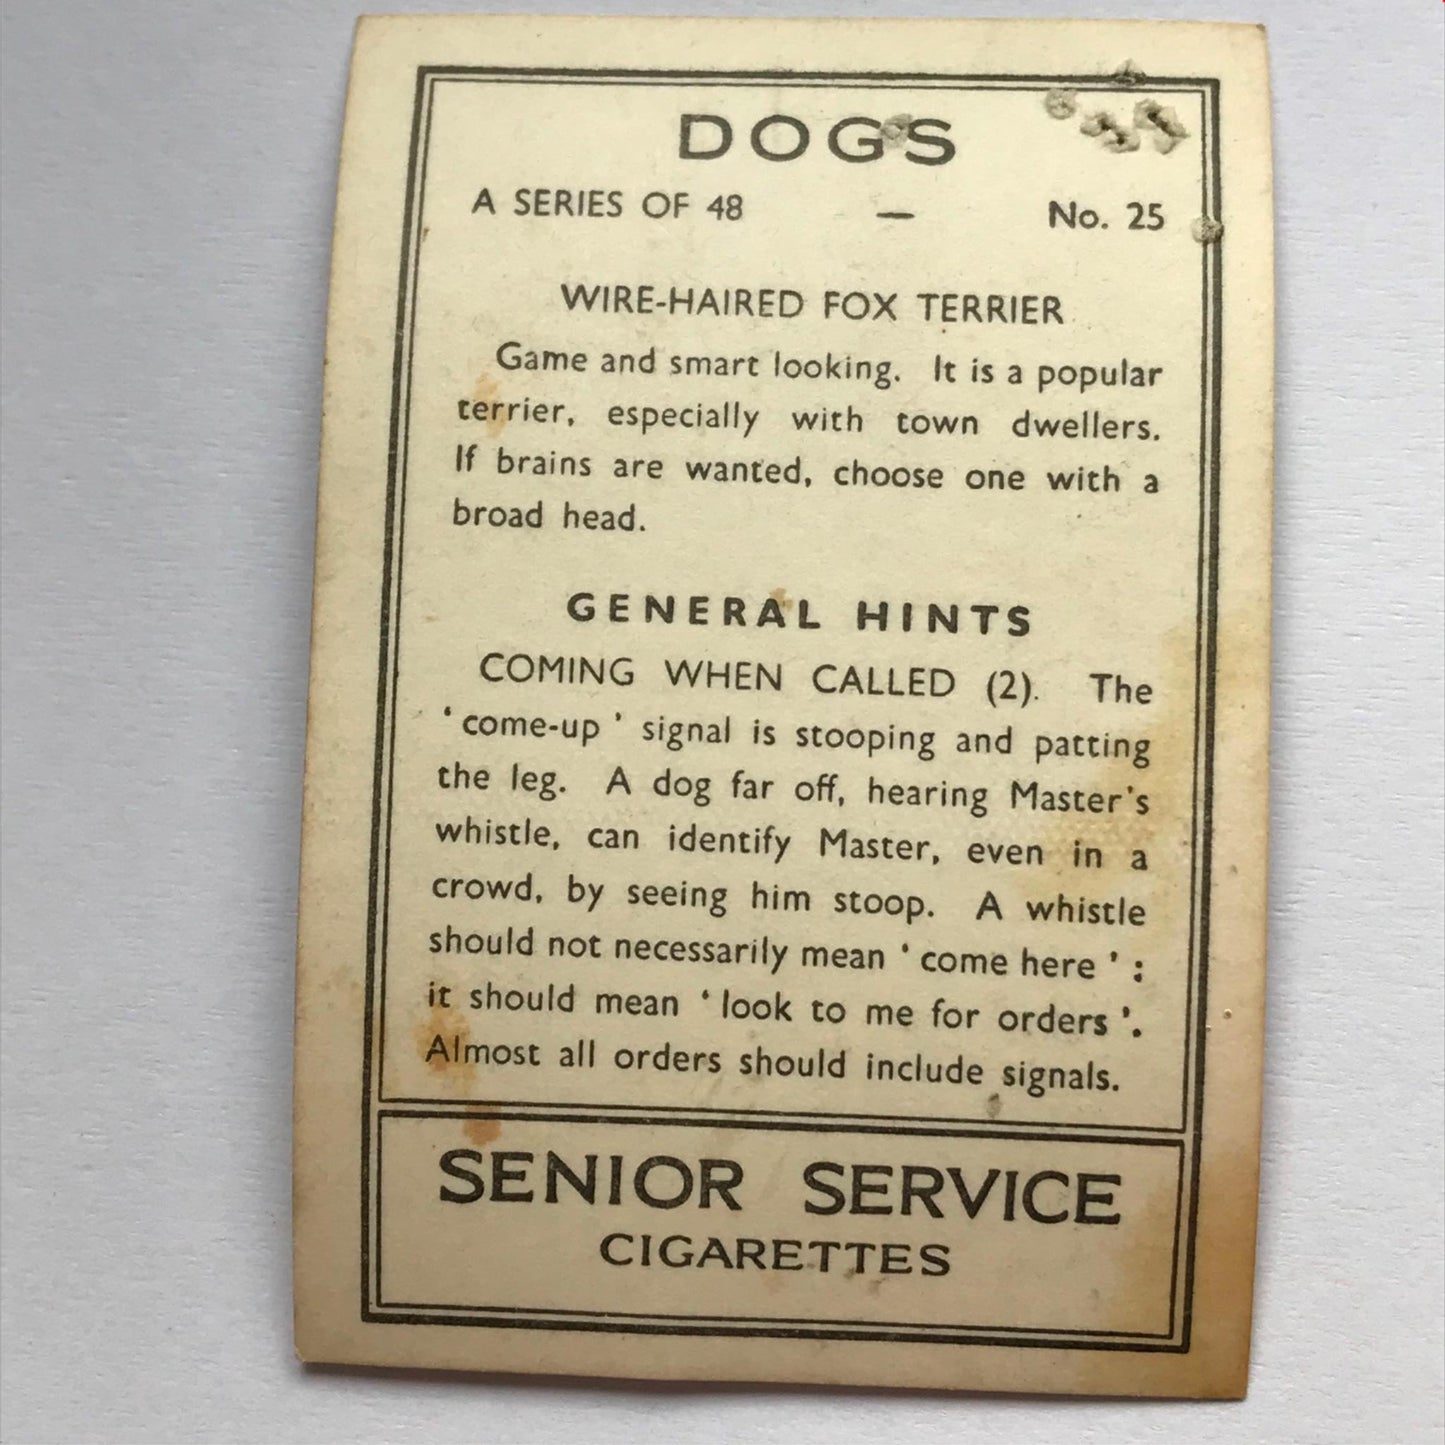 DOGS
A SERIES OF 48 — No. 25
WIRE-HAIRED FOX TERRIER
Game and smart looking. It is a popular
terrier, especially with town dwellers.
If brains are wanted, choose one with a
broad head.
GENERAL HINTS
COMING WHEN CALLED (2). The
‘ come-up ’ signal is stooping and patting
the leg. A dog far off, hearing Master's
whistle, can identify Master, even in a
crowd, by seeing him stoop. A whistle
should not necessarily mean ‘ come here ’ :
it should mean ‘ look to me for orders ’.
Almost all orders should include signals.
SENIOR SERVICE
CIGARETTES